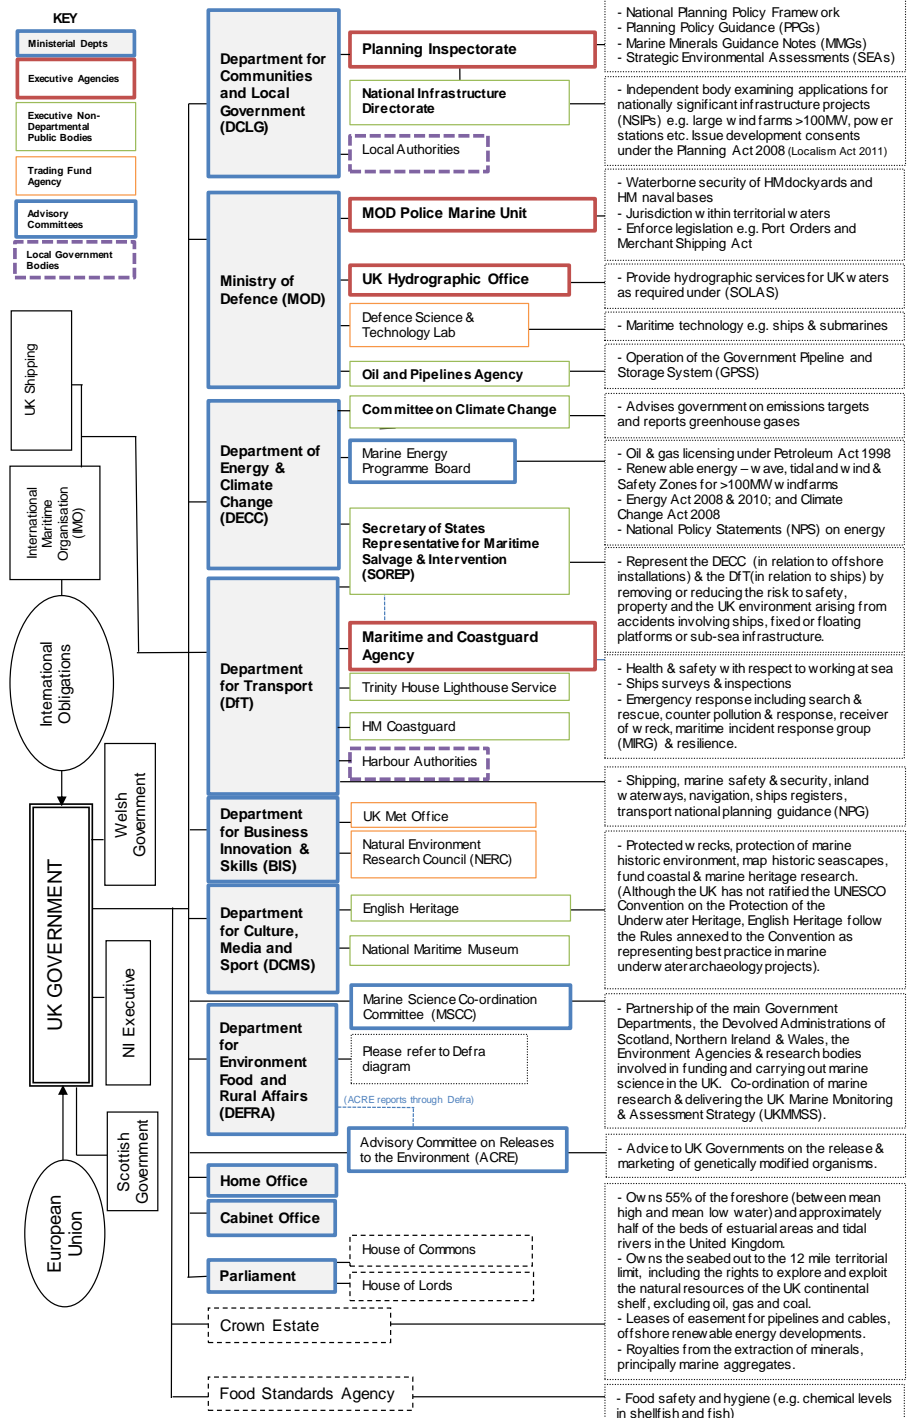 KEY
Ministerial Depts
Executive Agencies
Executive Non-
Departmental
Public Bodies
Trading Fund
Agency
Advisory
Committees
Local Government
Bodies
UK Shipping
International
Maritime
Organisation
(IMO)
International
Obligations
Welsh
Government
UK GOVERNMENT
NI Executive
Scottish
Government
European
Union
Department for
Communities
and Local
Government
(DCLG)
Planning Inspectorate
National Infrastructure
Directorate
Local Authorities
- National Planning Policy Framework
- Planning Policy Guidance (PPGs)
- Marine Minerals Guidance Notes (MMGs)
- Strategic Environmental Assessments (SEAs)
- Independent body examining applications for
nationally significant infrastructure projects
(NSIPs) e.g. large wind farms >100MW, power
stations etc. Issue development consents
under the Planning Act 2008 (Localism Act 2011)
Ministry of
Defence (MOD)
MOD Police Marine Unit
UK Hydrographic Office
Defence Science &
Technology Lab
Oil and Pipelines Agency
- Waterborne security of HM dockyards and
HM naval bases
- Jurisdiction within territorial waters
- Enforce legislation e.g. Port Orders and
Merchant Shipping Act
- Provide hydrographic services for UK waters
as required under (SOLAS)
- Maritime technology e.g. ships & submarines
- Operation of the Government Pipeline and
Storage System (GPSS)
Department of
Energy &
Climate
Change
(DECC)
Committee on Climate Change
Marine Energy
Programme Board
Secretary of States
Representative for Maritime
Salvage & Intervention
(SOREP)
- Advises government on emissions targets
and reports greenhouse gases
- Oil & gas licensing under Petroleum Act 1998
- Renewable energy – wave, tidal and wind &
Safety Zones for >100MW windfarms
- Energy Act 2008 & 2010; and Climate
Change Act 2008
- National Policy Statements (NPS) on energy
- Represent the DECC (in relation to offshore
installations) & the DfT(in relation to ships) by
removing or reducing the risk to safety,
property and the UK environment arising from
accidents involving ships, fixed or floating
platforms or sub-sea infrastructure.
Department
for Transport
(DfT)
Maritime and Coastguard
Agency
Trinity House Lighthouse Service
HM Coastguard
Harbour Authorities
- Health & safety with respect to working at sea
- Ships surveys & inspections
- Emergency response including search &
rescue, counter pollution & response, receiver
of wreck, maritime incident response group
(MIRG) & resilience.
- Shipping, marine safety & security, inland
waterways, navigation, ships registers,
transport national planning guidance (NPG)
Department
for Business
Innovation &
Skills (BIS)
UK Met Office
Natural Environment
Research Council (NERC)
Department
for Culture,
Media and
Sport (DCMS)
English Heritage
National Maritime Museum
- Protected wrecks, protection of marine
historic environment, map historic seascapes,
fund coastal & marine heritage research.
(Although the UK has not ratified the UNESCO
Convention on the Protection of the
Underwater Heritage, English Heritage follow
the Rules annexed to the Convention as
representing best practice in marine
underwater archaeology projects).
Department
for
Environment
Food and
Rural Affairs
(DEFRA)
Marine Science Co-ordination
Committee (MSCC)
Please refer to Defra
diagram
(ACRE reports through Defra)
Advisory Committee on Releases
to the Environment (ACRE)
- Partnership of the main Government
Departments, the Devolved Administrations of
Scotland, Northern Ireland & Wales, the
Environment Agencies & research bodies
involved in funding and carrying out marine
science in the UK. Co-ordination of marine
research & delivering the UK Marine Monitoring
& Assessment Strategy (UKMMSS).
- Advice to UK Governments on the release &
marketing of genetically modified organisms.
Home Office
Cabinet Office
Parliament
House of Commons
House of Lords
Crown Estate
- Owns 55% of the foreshore (between mean
high and mean low water) and approximately
half of the beds of estuarial areas and tidal
rivers in the United Kingdom.
- Owns the seabed out to the 12 mile territorial
limit, including the rights to explore and exploit
the natural resources of the UK continental
shelf, excluding oil, gas and coal.
- Leases of easement for pipelines and cables,
offshore renewable energy developments.
- Royalties from the extraction of minerals,
principally marine aggregates.
Food Standards Agency
- Food safety and hygiene (e.g. chemical levels
in shellfish and fish)